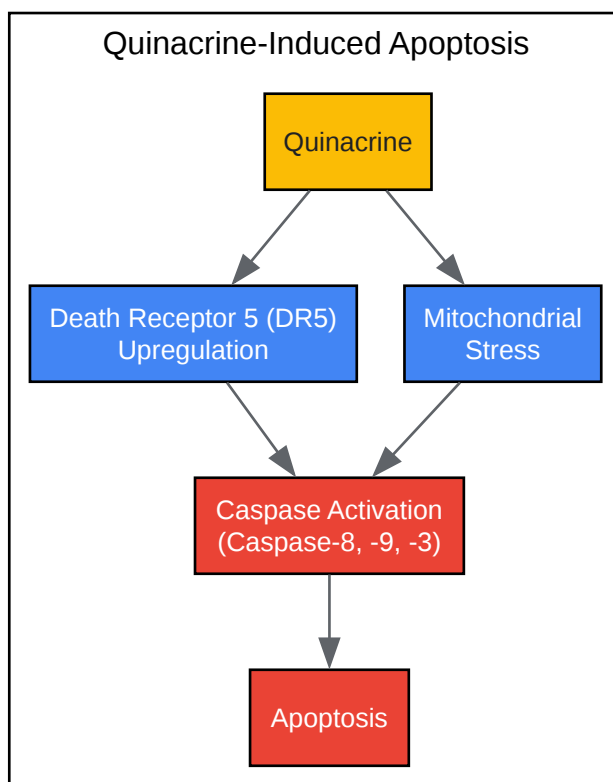 Quinacrine-Induced Apoptosis
Quinacrine
Death Receptor 5 (DR5)
Upregulation
Mitochondrial
Stress
Caspase Activation
(Caspase-8, -9, -3)
Apoptosis